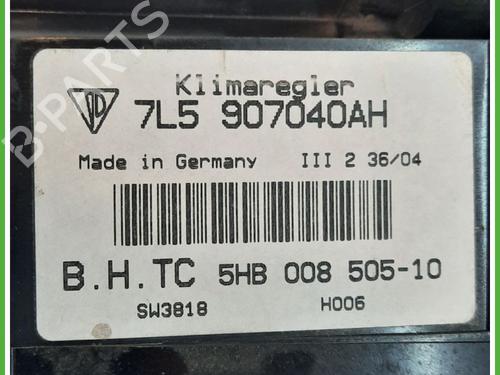 Klimaregler
7L5 907040AH
Made in Germany III 2 36/04
B.H.TC 5HB 008 505-10
SW3818 H006
B-PARTS